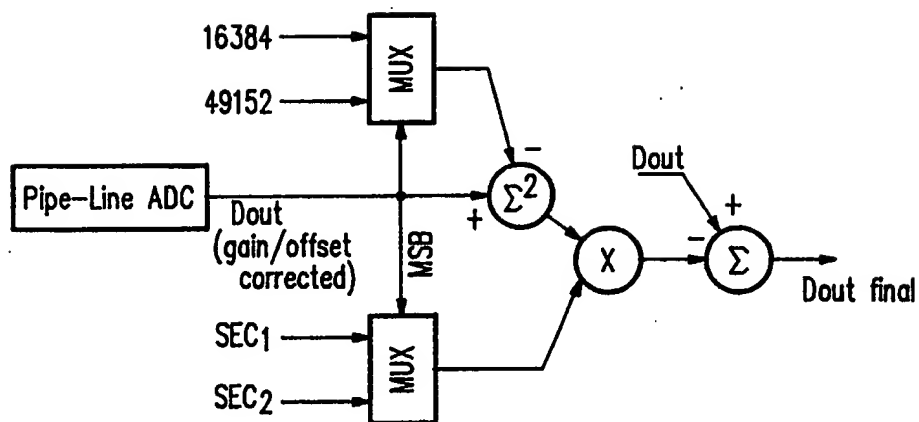 16384
49152
MUX
Pipe-Line ADC
Dout
(gain/offset
corrected)
MSB
+
-
Σ²
X
Dout
+
-
Σ
Dout final
SEC₁
SEC₂
MUX